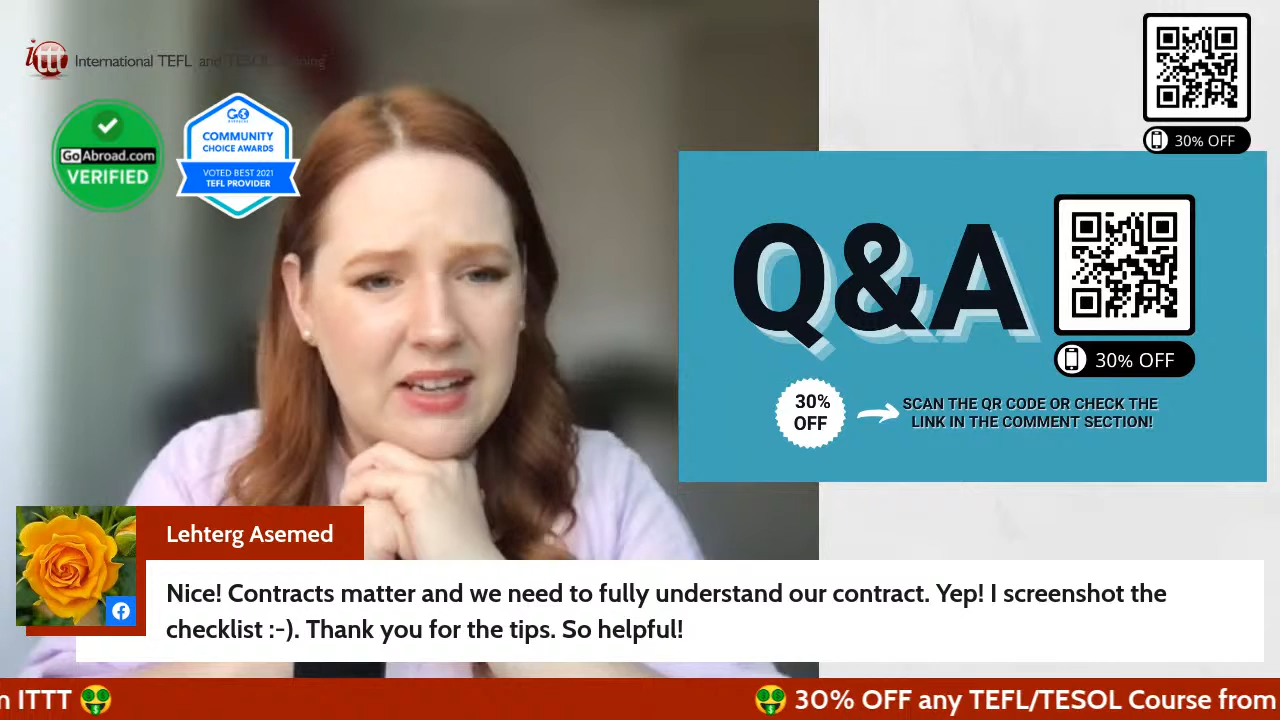 ittt International TEFL and TESOL Training
GoAbroad.com
VERIFIED
GO
COMMUNITY
CHOICE AWARDS
VOTED BEST 2021
TEFL PROVIDER
30% OFF
Q&A
30% OFF
30%
OFF
SCAN THE QR CODE OR CHECK THE
LINK IN THE COMMENT SECTION!
Lehterg Asemed
Nice! Contracts matter and we need to fully understand our contract. Yep! I screenshot the
checklist :-). Thank you for the tips. So helpful!
n ITTT 🤑 🤑 30% OFF any TEFL/TESOL Course from